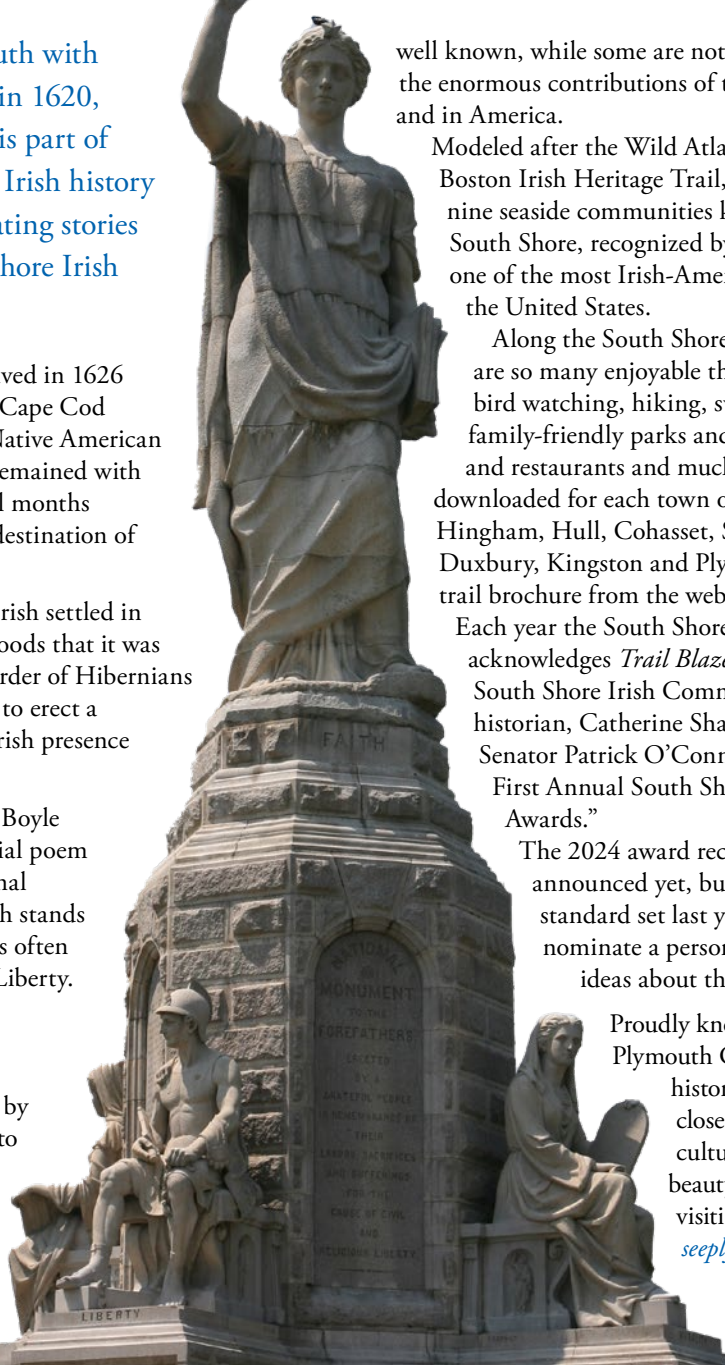 uth with
in 1620,
is part of
Irish history
ating stories
hore Irish
ved in 1626
Cape Cod
Native American
emained with
l months
destination of
rish settled in
oods that it was
rder of Hibernians
to erect a
rish presence
Boyle
ial poem
nal
h stands
s often
Liberty.
by
to
well known, while some are not
the enormous contributions of t
and in America.
Modeled after the Wild Atla
Boston Irish Heritage Trail,
nine seaside communities k
South Shore, recognized by
one of the most Irish-Amer
the United States.
Along the South Shore
are so many enjoyable th
bird watching, hiking, s
family-friendly parks and
and restaurants and much
downloaded for each town o
Hingham, Hull, Cohasset, S
Duxbury, Kingston and Ply
trail brochure from the web
Each year the South Shore
acknowledges Trail Blaze
South Shore Irish Comm
historian, Catherine Sha
Senator Patrick O’Conn
First Annual South Sh
Awards.”
The 2024 award rec
announced yet, bu
standard set last y
nominate a person
ideas about th
Proudly kno
Plymouth C
histor
close
cultu
beaut
visiti
seeply
FAITH
NATIONAL
MONUMENT
TO THE
FOREFATHERS
ERECTED
BY A
GRATEFUL PEOPLE
IN REMEMBRANCE OF
THEIR
LABORS, SACRIFICES
AND SUFFERINGS
FOR THE
CAUSE OF CIVIL
AND
RELIGIOUS LIBERTY
LIBERTY